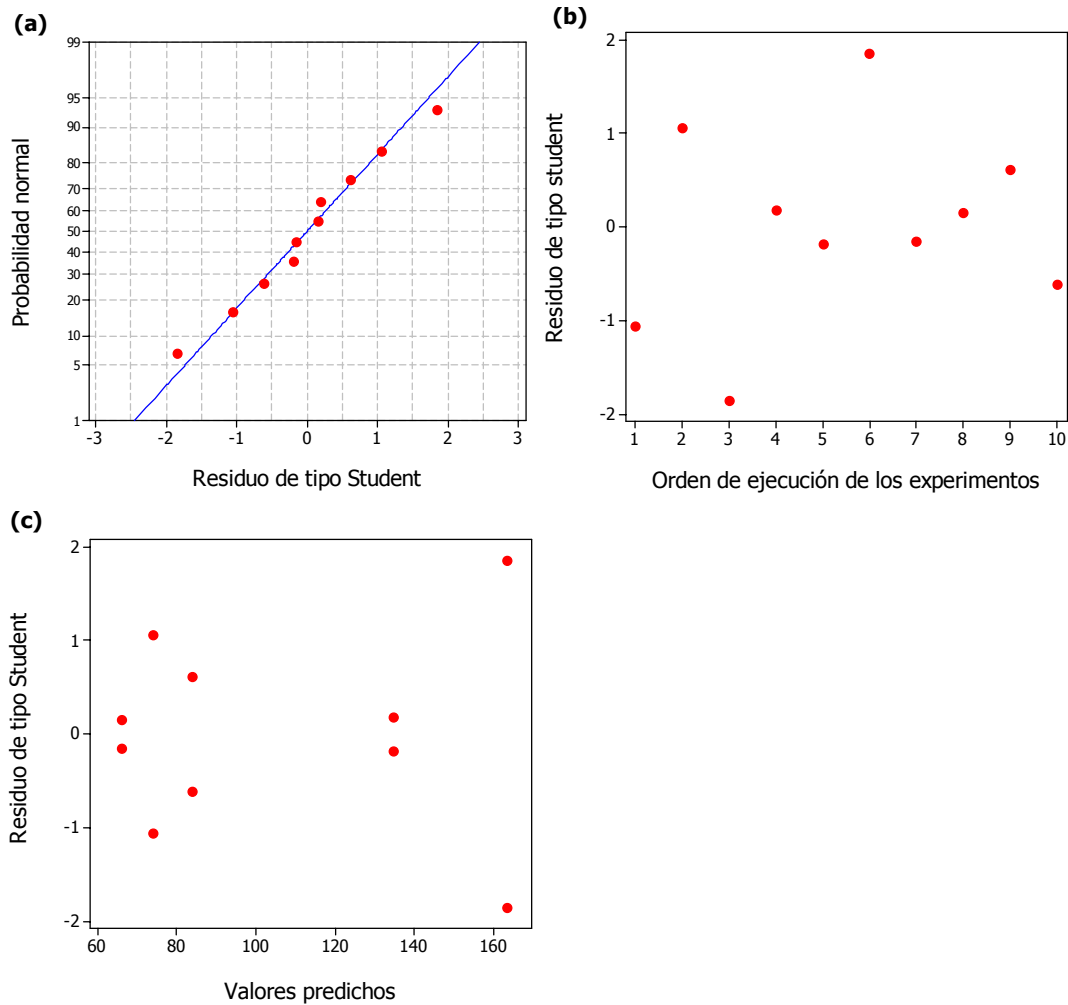 (a)
99
95
90
80
70
60
50
40
30
20
10
5
1
Probabilidad normal
-3 -2 -1 0 1 2 3
Residuo de tipo Student
(b)
2
1
0
-1
-2
Residuo de tipo student
1 2 3 4 5 6 7 8 9 10
Orden de ejecución de los experimentos
(c)
2
1
0
-1
-2
Residuo de tipo Student
60 80 100 120 140 160
Valores predichos